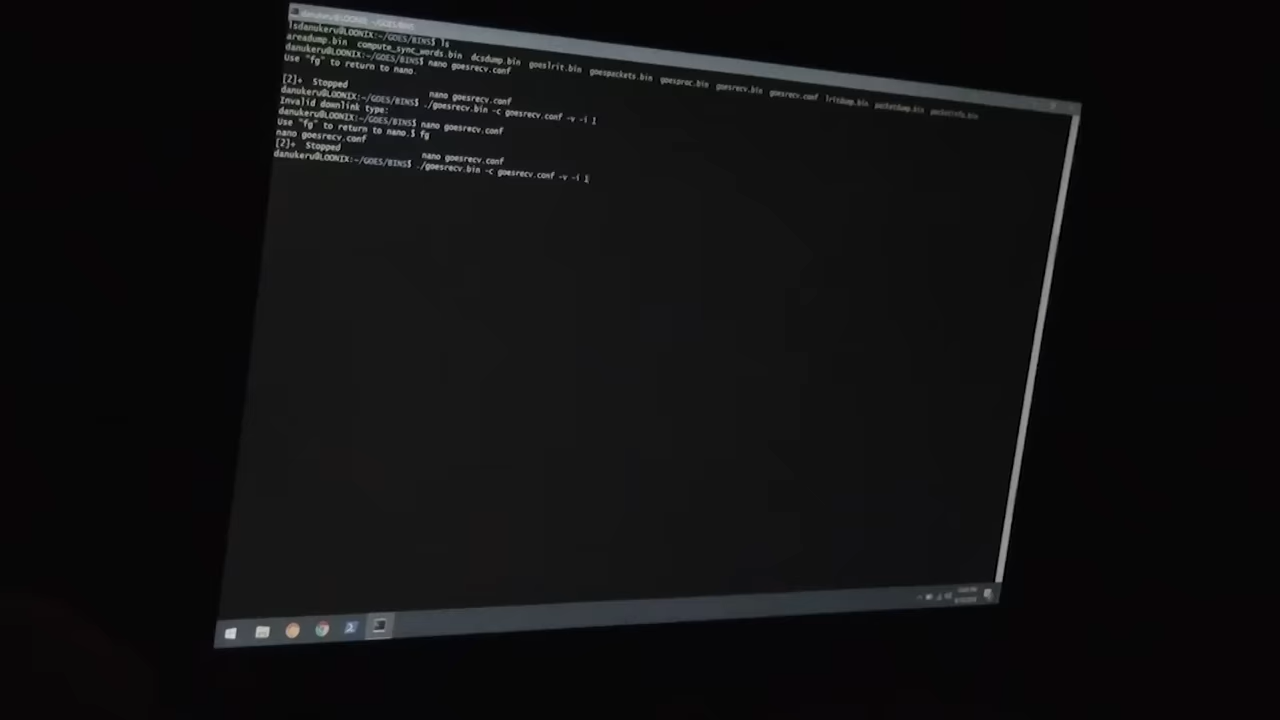 danukeru@LOONIX: ~/GOES/BINS
lsdanukeru@LOONIX:~/GOES/BINS$ ls
areadump.bin compute_sync_words.bin dcsdump.bin goeslrit.bin goespackets.bin goesproc.bin goesrecv.bin goesrecv.conf lritdump.bin packetdump.bin packetinfo.bin
danukeru@LOONIX:~/GOES/BINS$ nano goesrecv.conf
Use "fg" to return to nano.
[2]+ Stopped nano goesrecv.conf
danukeru@LOONIX:~/GOES/BINS$ ./goesrecv.bin -c goesrecv.conf -v -i 1
Invalid downlink type:
danukeru@LOONIX:~/GOES/BINS$ nano goesrecv.conf
Use "fg" to return to nano.$ fg
nano goesrecv.conf
[2]+ Stopped nano goesrecv.conf
danukeru@LOONIX:~/GOES/BINS$ ./goesrecv.bin -c goesrecv.conf -v -i 1